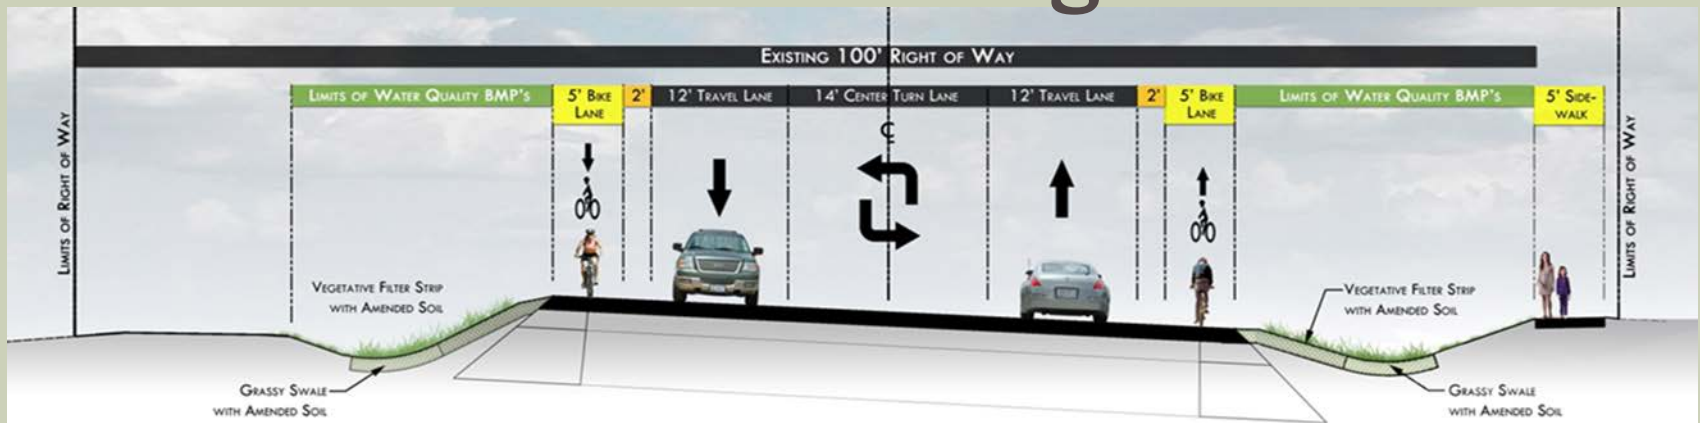 EXISTING 100' RIGHT OF WAY
LIMITS OF WATER QUALITY BMP'S
5' BIKE
LANE
2'
12' TRAVEL LANE
14' CENTER TURN LANE
12' TRAVEL LANE
2'
5' BIKE
LANE
LIMITS OF WATER QUALITY BMP'S
5' SIDE-
WALK
LIMITS OF RIGHT OF WAY
LIMITS OF RIGHT OF WAY
VEGETATIVE FILTER STRIP
WITH AMENDED SOIL
VEGETATIVE FILTER STRIP
WITH AMENDED SOIL
GRASSY SWALE
WITH AMENDED SOIL
GRASSY SWALE
WITH AMENDED SOIL